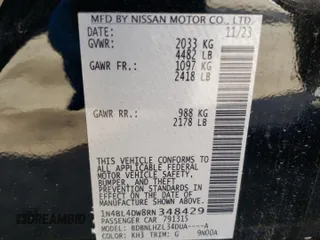 MFD BY NISSAN MOTOR CO., LTD.
DATE: 11/23
GVWR: 2033 KG
4482 LB
GAWR FR.: 1097 KG
2418 LB
GAWR RR.: 988 KG
2178 LB
THIS VEHICLE CONFORMS TO ALL
APPLICABLE FEDERAL
MOTOR VEHICLE SAFETY,
BUMPER, AND THEFT
PREVENTION STANDARDS IN
EFFECT ON THE DATE OF
MANUFACTURE SHOWN ABOVE.
1N4BL4DW8RN348429
PASSENGER CAR 791315
MODEL: BDBNLHZL34DUA----A
COLOR: KH3 TRIM: G 9N00A